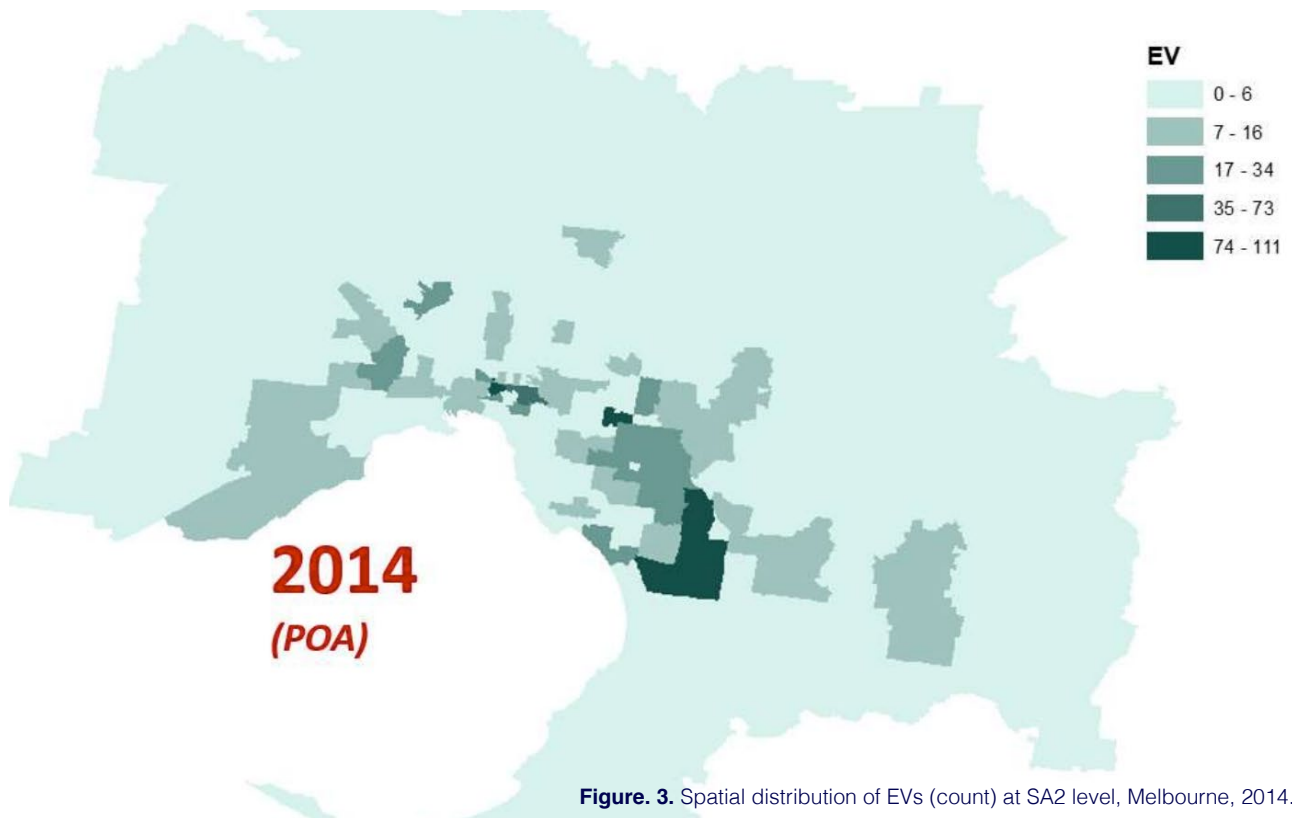 EV
0 - 6
7 - 16
17 - 34
35 - 73
74 - 111
2014
(POA)
Figure. 3. Spatial distribution of EVs (count) at SA2 level, Melbourne, 2014.